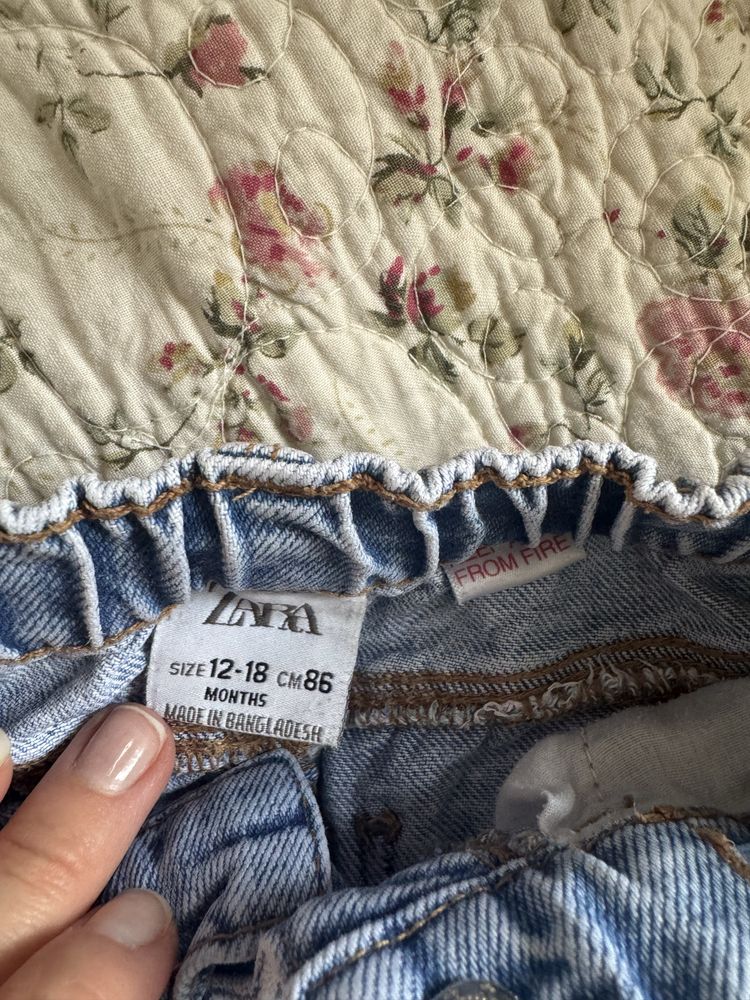 ZARA
SIZE 12-18 CM 86
MONTHS
MADE IN BANGLADESH
FROM FIRE